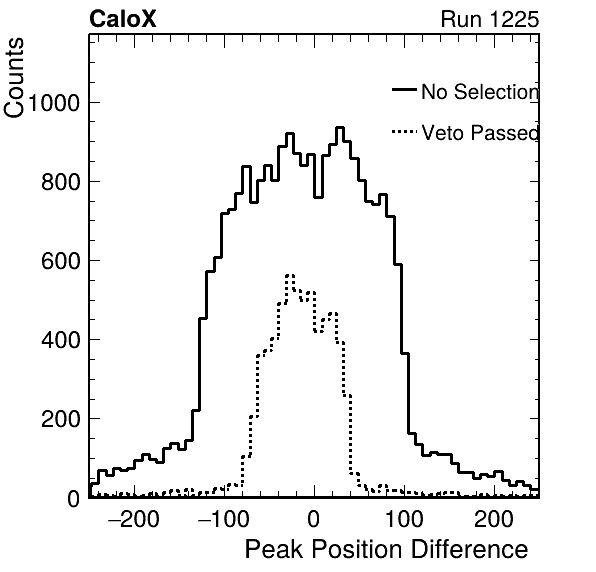 CaloX Run 1225
Counts
1000
800
600
400
200
0
No Selection
Veto Passed
−200 −100 0 100 200
Peak Position Difference